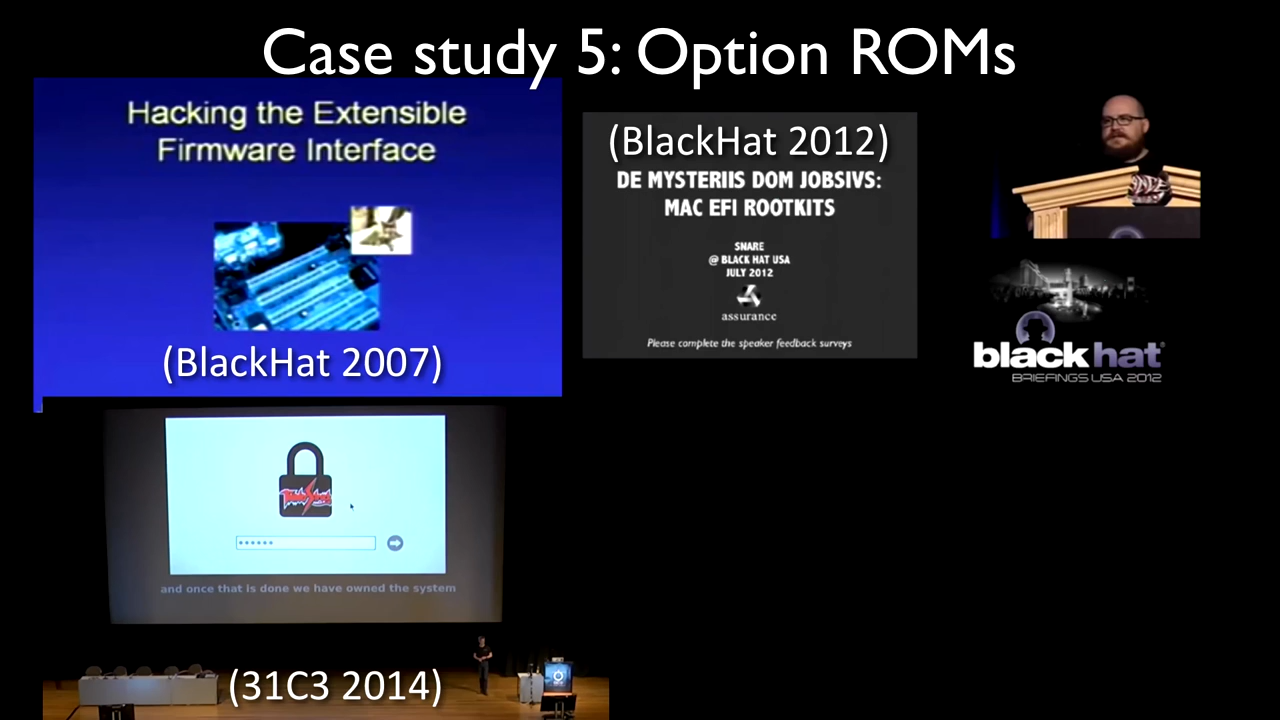 Case study 5: Option ROMs
Hacking the Extensible
Firmware Interface
(BlackHat 2007)
(BlackHat 2012)
DE MYSTERIIS DOM JOBSIVS:
MAC EFI ROOTKITS
SNARE
@ BLACK HAT USA
JULY 2012
assurance
Please complete the speaker feedback surveys
black hat®
BRIEFINGS USA 2012
and once that is done we have owned the system
(31C3 2014)